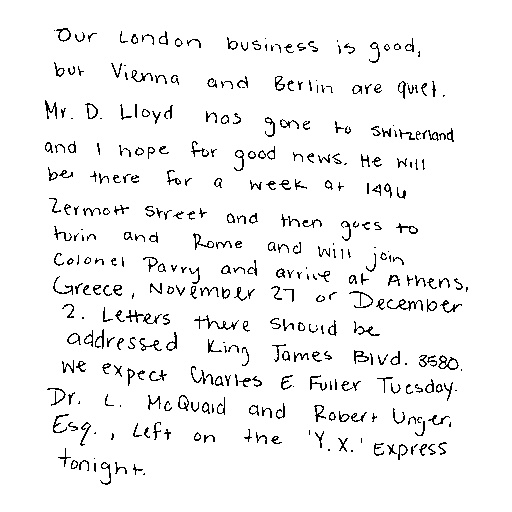 Our London business is good,
but Vienna and Berlin are quiet.
Mr. D. Lloyd has gone to Switzerland
and I hope for good news. He will
be there for a week at 1496
Zermott Street and then goes to
turin and Rome and will join
Colonel Parry and arrive at Athens,
Greece, November 27 or December
2. Letters there should be
addressed King James Blvd. 3580.
We expect Charles E Fuller Tuesday.
Dr. L. McQuaid and Robert Unger,
Esq., Left on the 'Y.X.' Express
tonight.